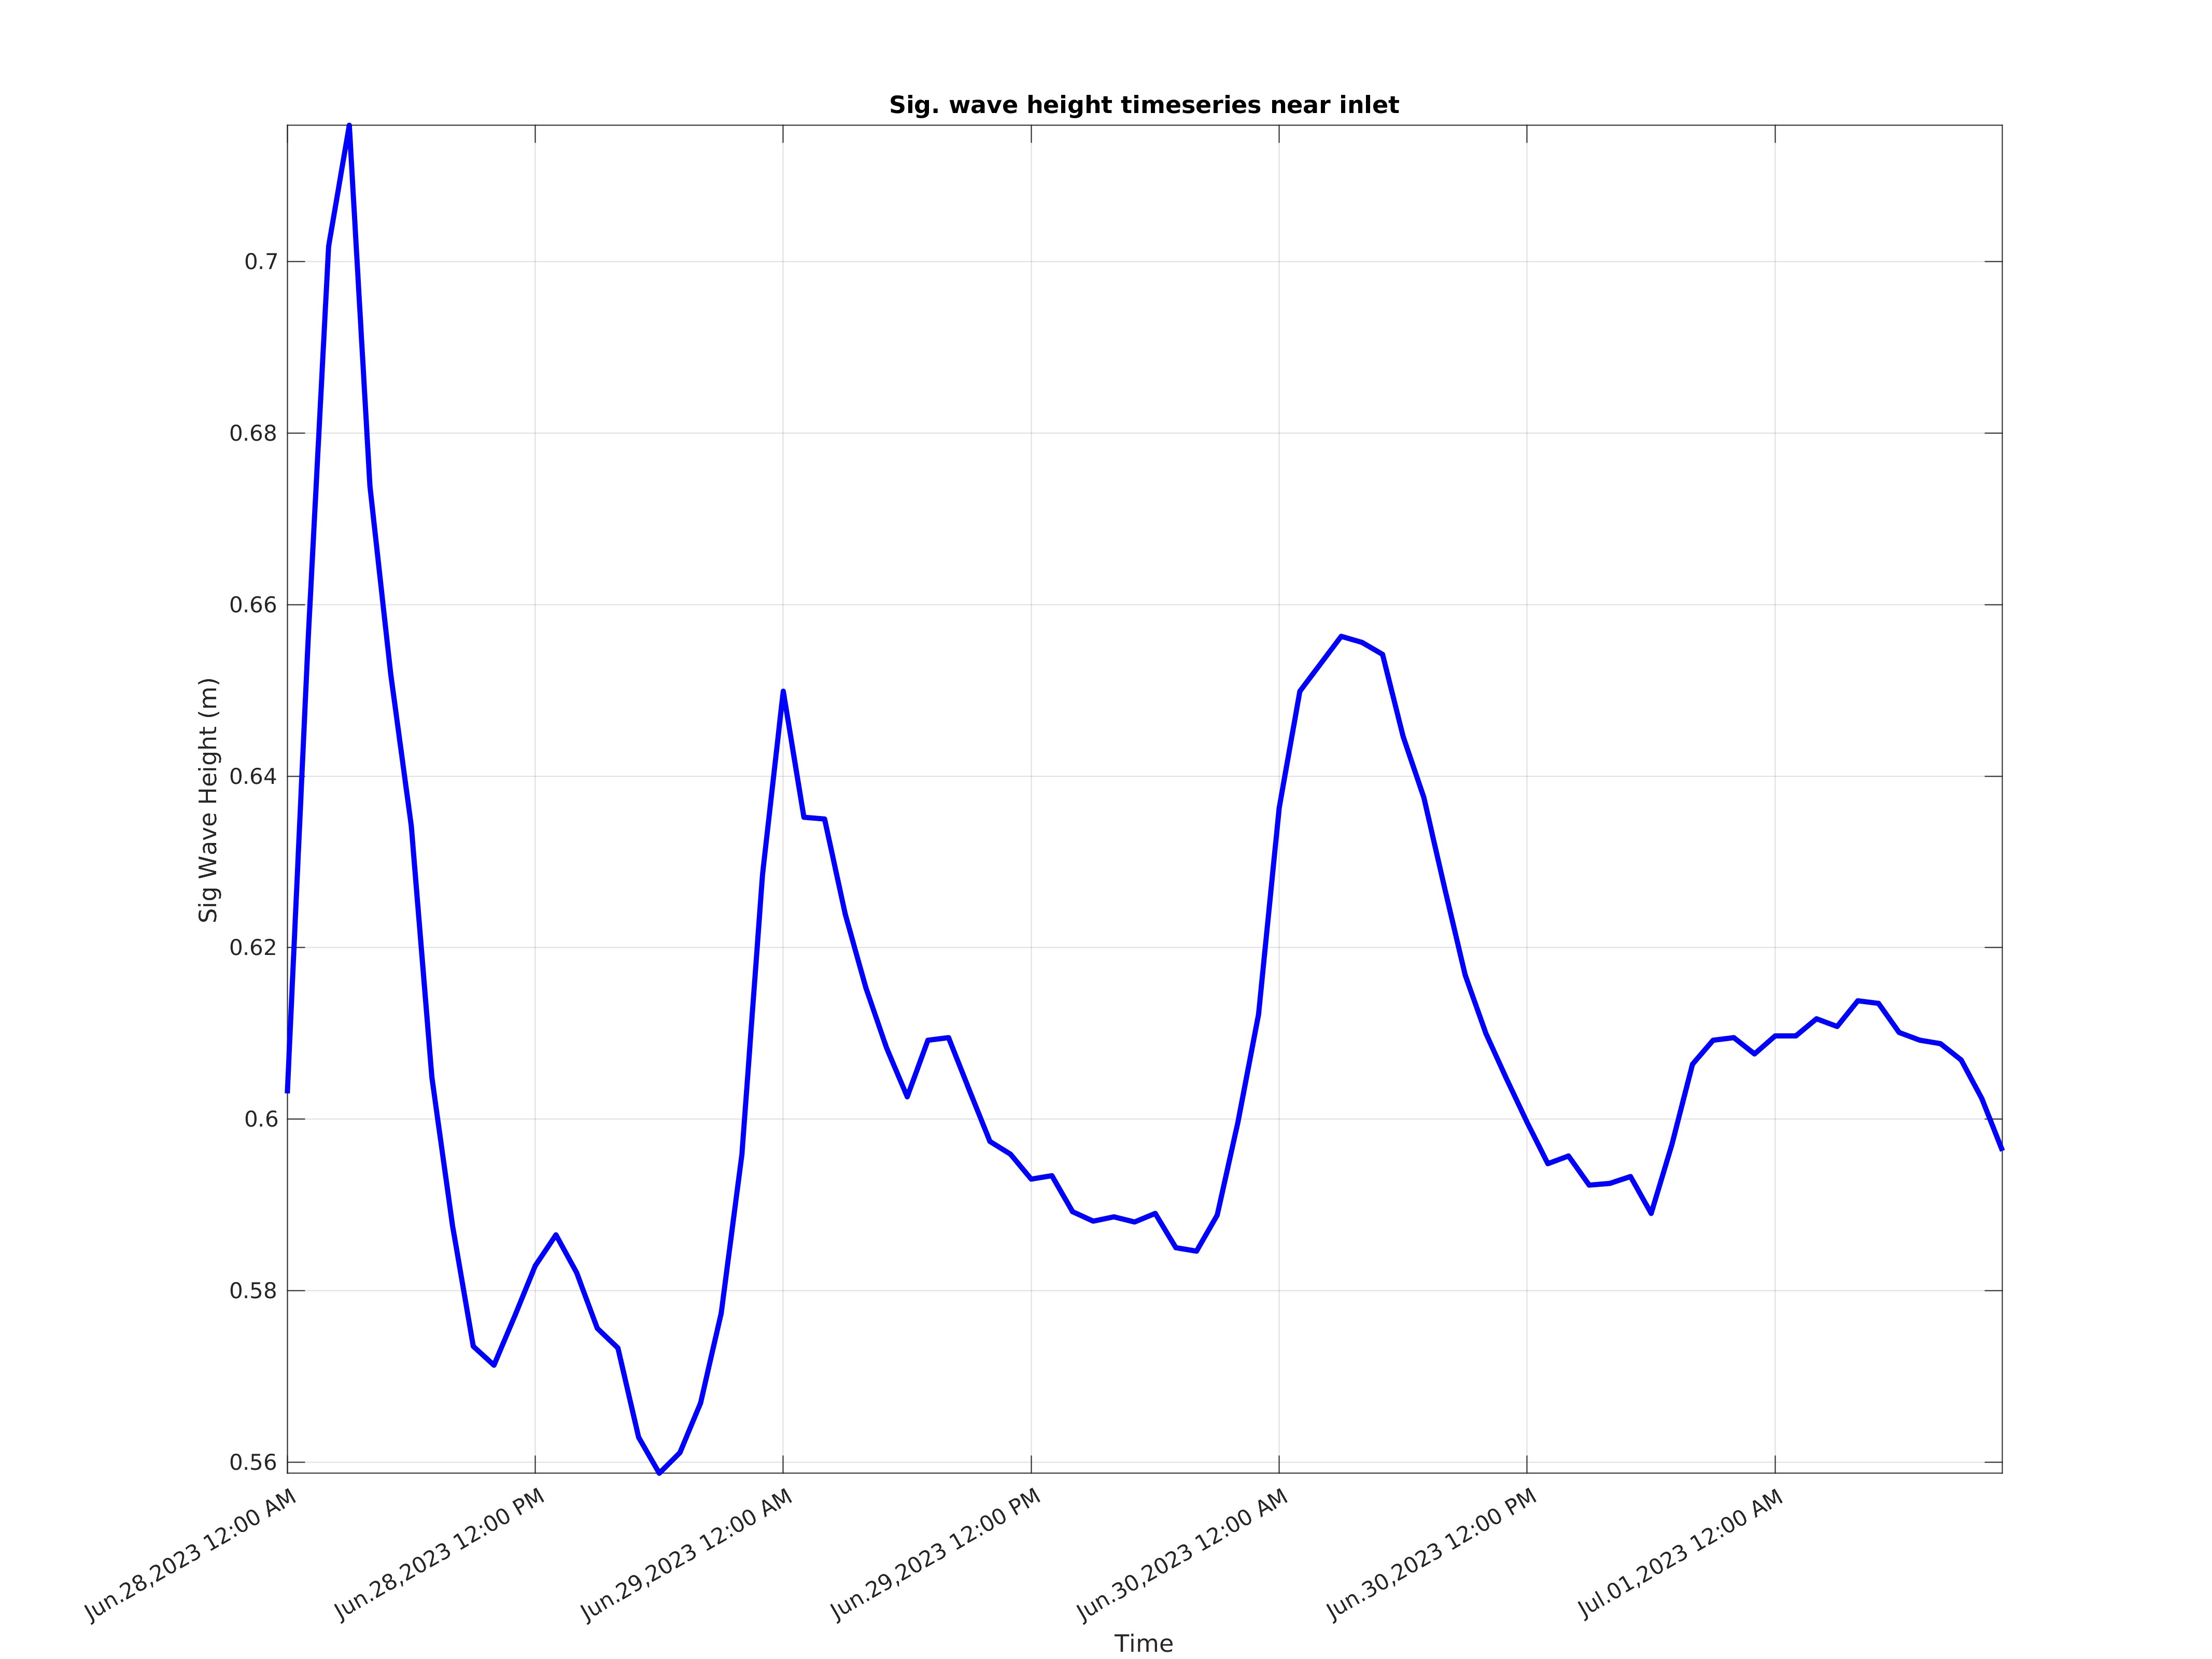 Sig. wave height timeseries near inlet
Sig Wave Height (m)
0.7
0.68
0.66
0.64
0.62
0.6
0.58
0.56
Jun.28,2023 12:00 AM
Jun.28,2023 12:00 PM
Jun.29,2023 12:00 AM
Jun.29,2023 12:00 PM
Jun.30,2023 12:00 AM
Jun.30,2023 12:00 PM
Jul.01,2023 12:00 AM
Time